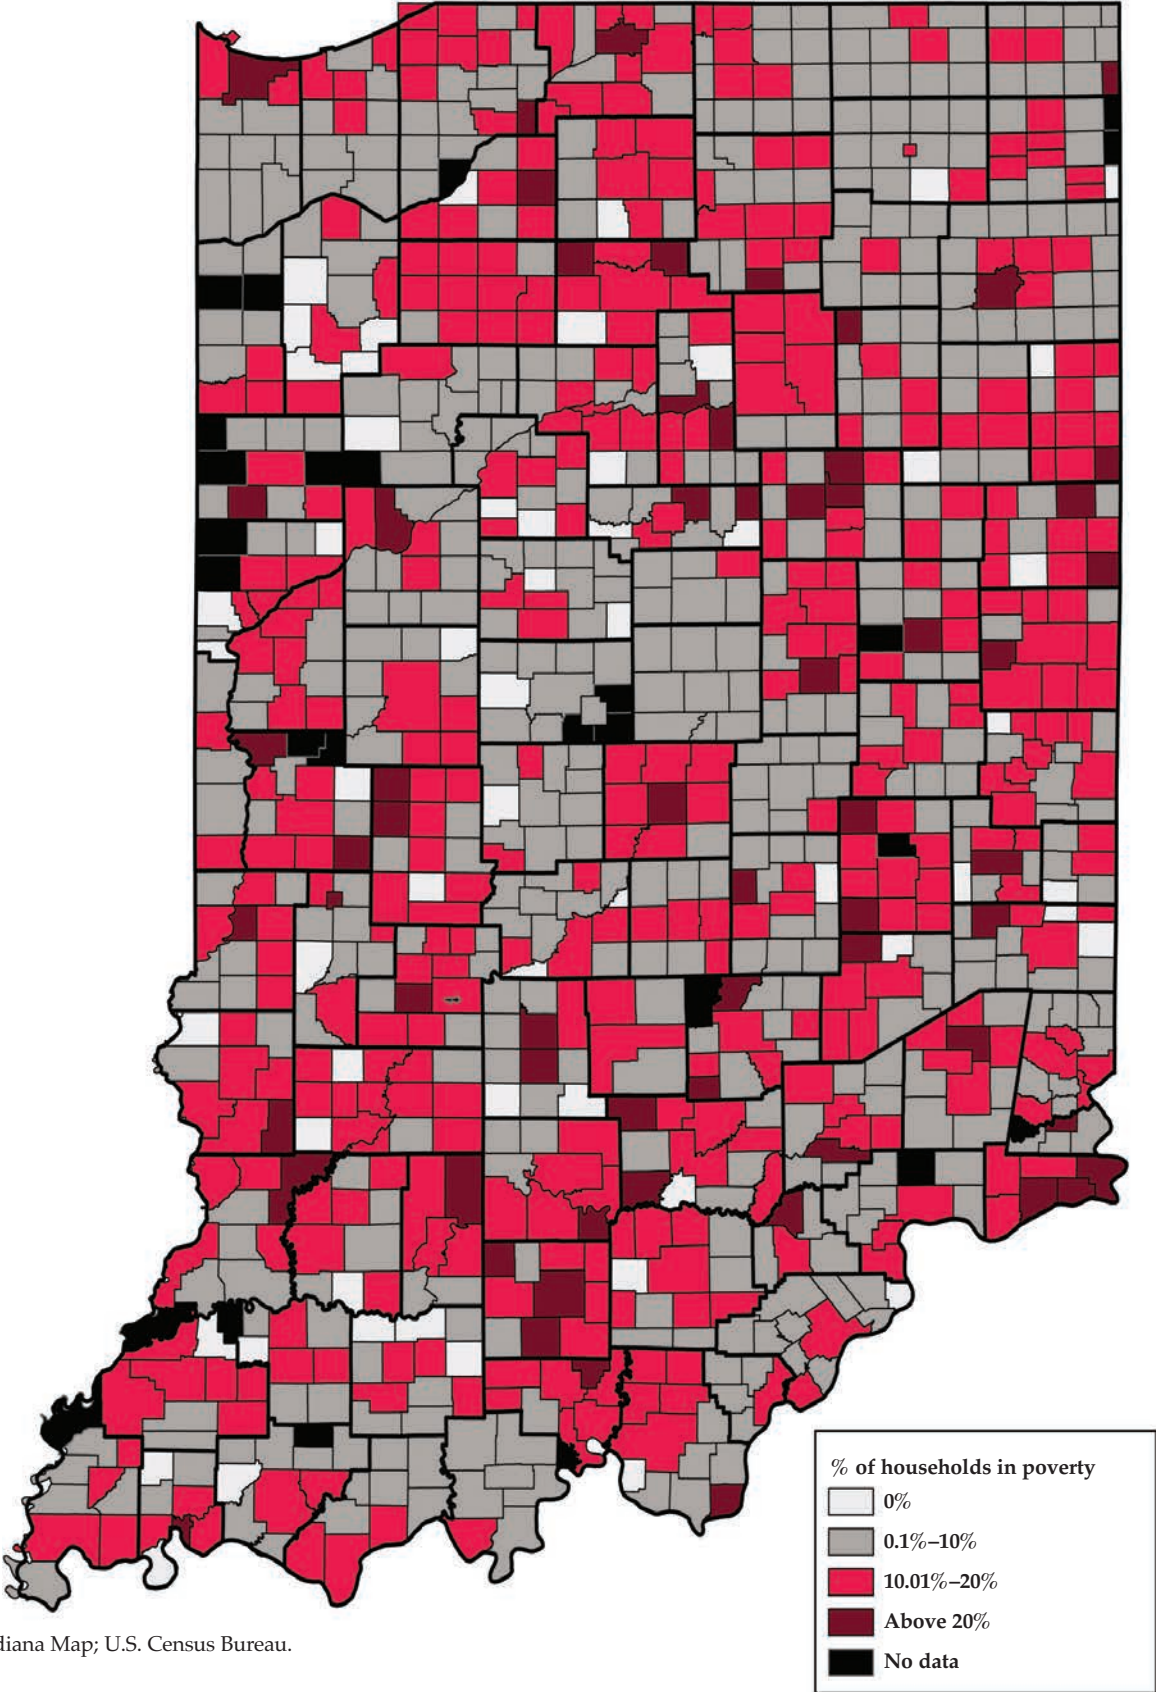 % of households in poverty
0%
0.1%–10%
10.01%–20%
Above 20%
No data
diana Map; U.S. Census Bureau.